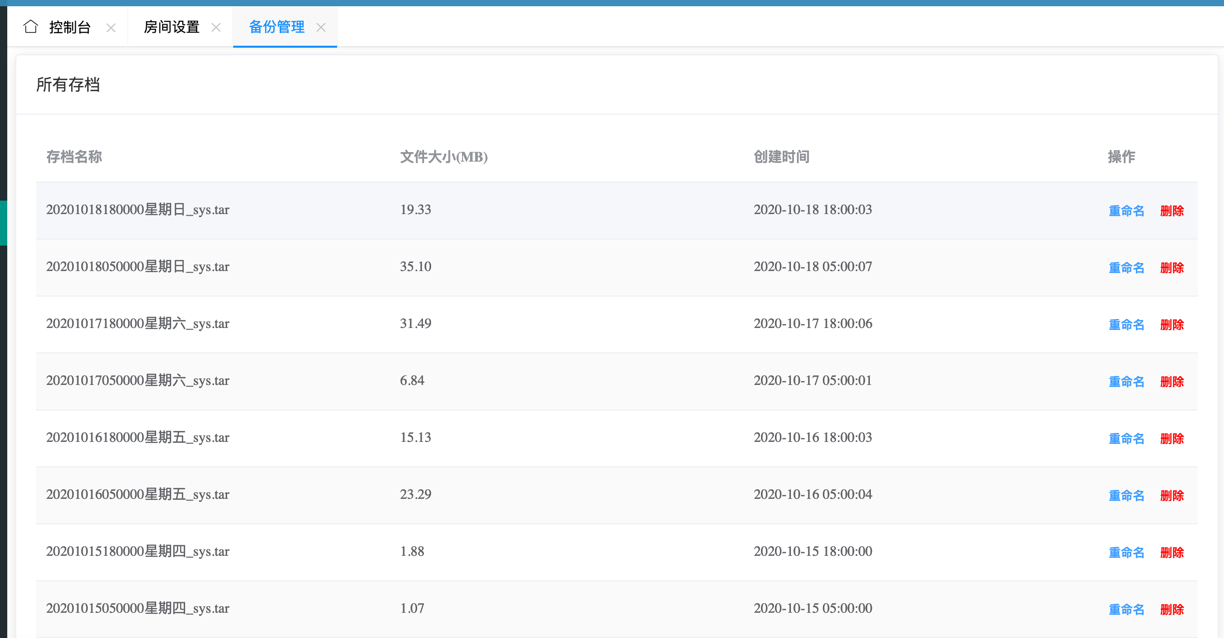 控制台 房间设置 备份管理
所有存档
存档名称 文件大小(MB) 创建时间 操作
20201018180000星期日_sys.tar 19.33 2020-10-18 18:00:03 重命名 删除
20201018050000星期日_sys.tar 35.10 2020-10-18 05:00:07 重命名 删除
20201017180000星期六_sys.tar 31.49 2020-10-17 18:00:06 重命名 删除
20201017050000星期六_sys.tar 6.84 2020-10-17 05:00:01 重命名 删除
20201016180000星期五_sys.tar 15.13 2020-10-16 18:00:03 重命名 删除
20201016050000星期五_sys.tar 23.29 2020-10-16 05:00:04 重命名 删除
20201015180000星期四_sys.tar 1.88 2020-10-15 18:00:00 重命名 删除
20201015050000星期四_sys.tar 1.07 2020-10-15 05:00:00 重命名 删除